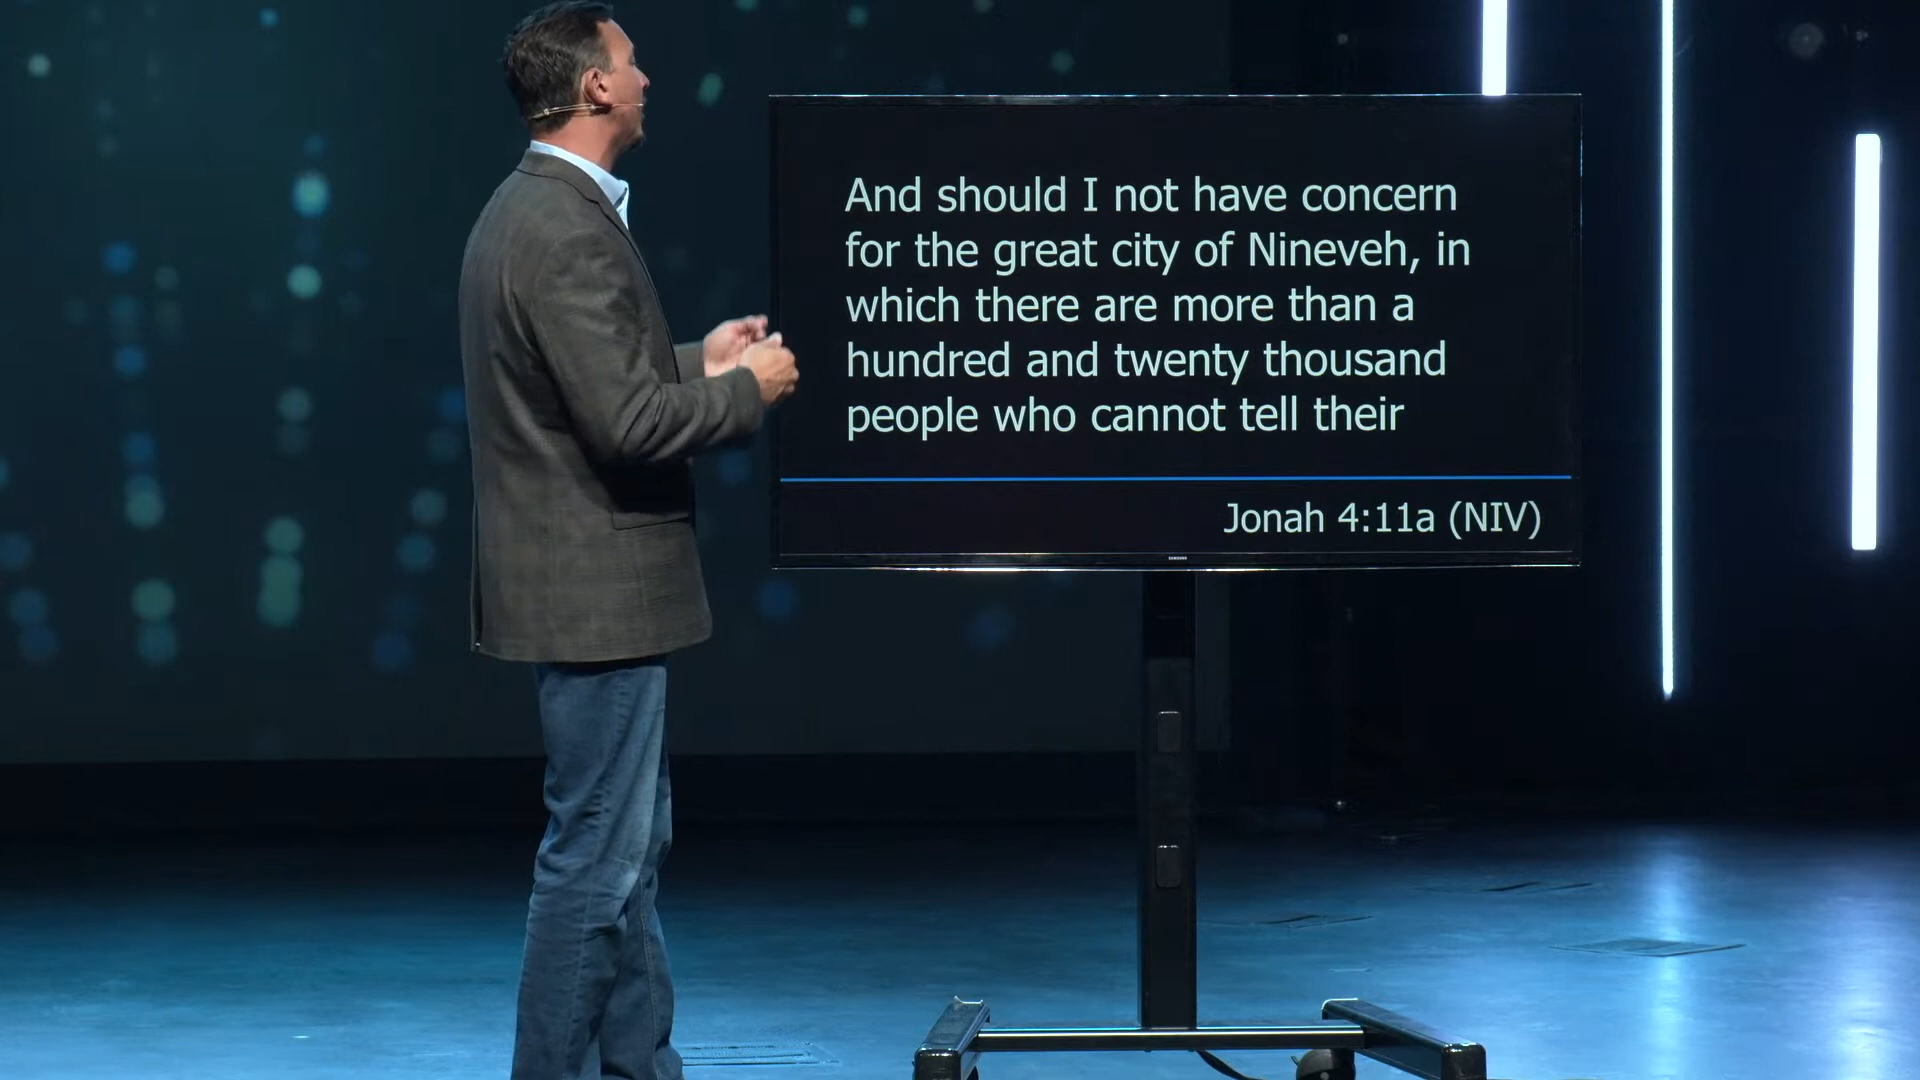 And should I not have concern
for the great city of Nineveh, in
which there are more than a
hundred and twenty thousand
people who cannot tell their
Jonah 4:11a (NIV)
SAMSUNG